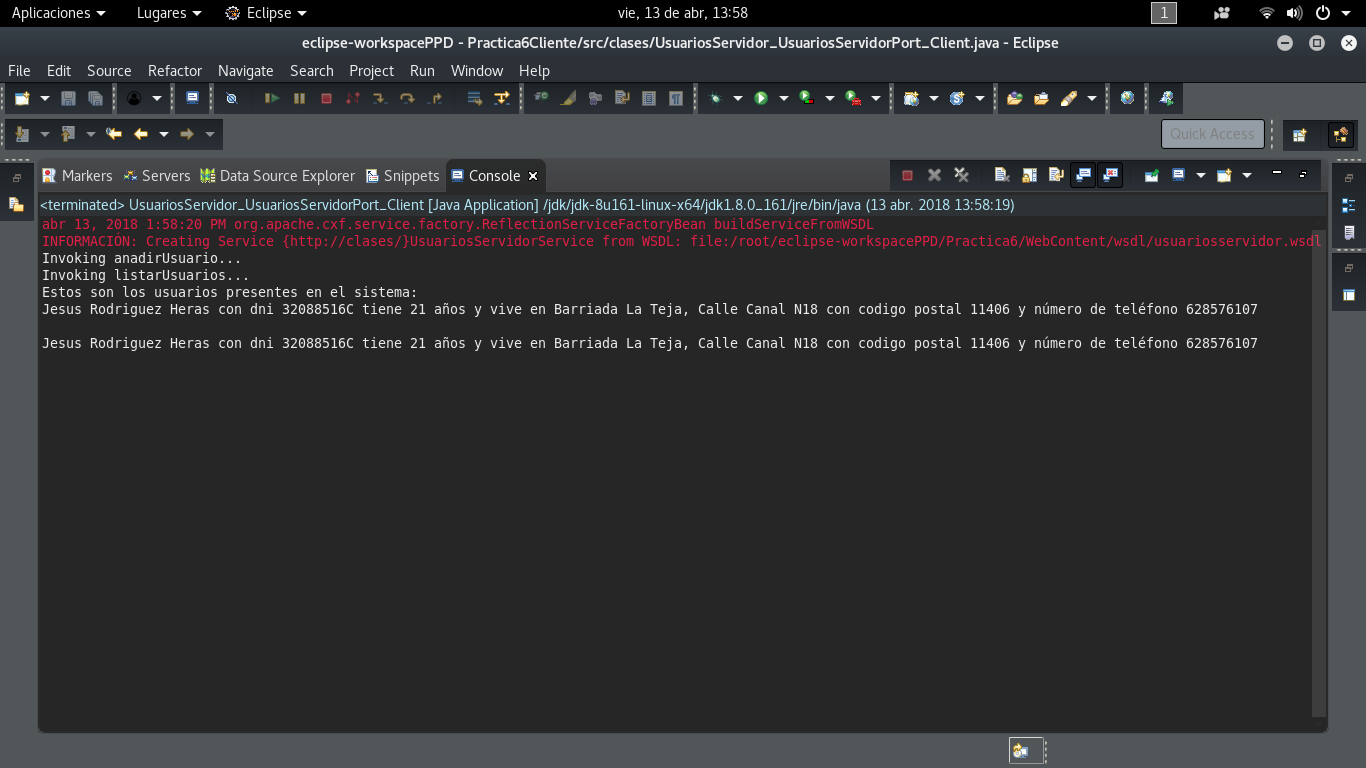 Aplicaciones Lugares Eclipse vie, 13 de abr, 13:58 1
eclipse-workspacePPD - Practica6Cliente/src/clases/UsuariosServidor_UsuariosServidorPort_Client.java - Eclipse
File Edit Source Refactor Navigate Search Project Run Window Help
Quick Access
Markers Servers Data Source Explorer Snippets Console
<terminated> UsuariosServidor_UsuariosServidorPort_Client [Java Application] /jdk/jdk-8u161-linux-x64/jdk1.8.0_161/jre/bin/java (13 abr. 2018 13:58:19)
abr 13, 2018 1:58:20 PM org.apache.cxf.service.factory.ReflectionServiceFactoryBean buildServiceFromWSDL
INFORMACIÓN: Creating Service {http://clases/}UsuariosServidorService from WSDL: file:/root/eclipse-workspacePPD/Practica6/WebContent/wsdl/usuariosservidor.wsdl
Invoking anadirUsuario...
Invoking listarUsuarios...
Estos son los usuarios presentes en el sistema:
Jesus Rodriguez Heras con dni 32088516C tiene 21 años y vive en Barriada La Teja, Calle Canal N18 con codigo postal 11406 y número de teléfono 628576107
Jesus Rodriguez Heras con dni 32088516C tiene 21 años y vive en Barriada La Teja, Calle Canal N18 con codigo postal 11406 y número de teléfono 628576107